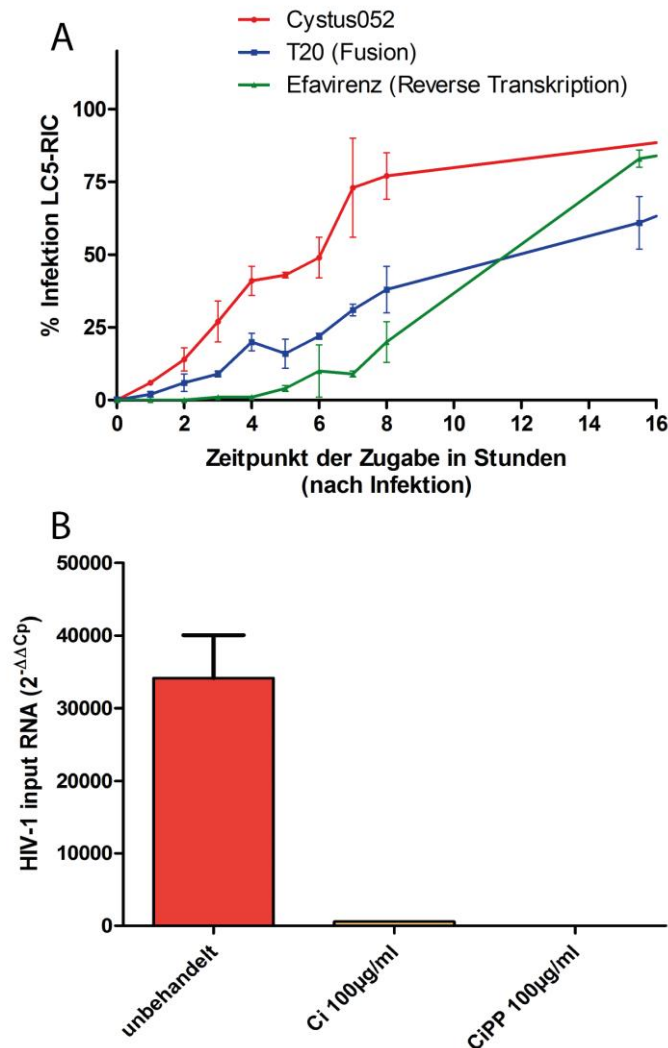 A
Cystus052
T20 (Fusion)
Efavirenz (Reverse Transkription)
% Infektion LC5-RIC
100
75
50
25
0
0 2 4 6 8 10 12 14 16
Zeitpunkt der Zugabe in Stunden
(nach Infektion)
B
HIV-1 input RNA (2^-ΔΔCp)
50000
40000
30000
20000
10000
0
unbehandelt
Ci 100µg/ml
CiPP 100µg/ml